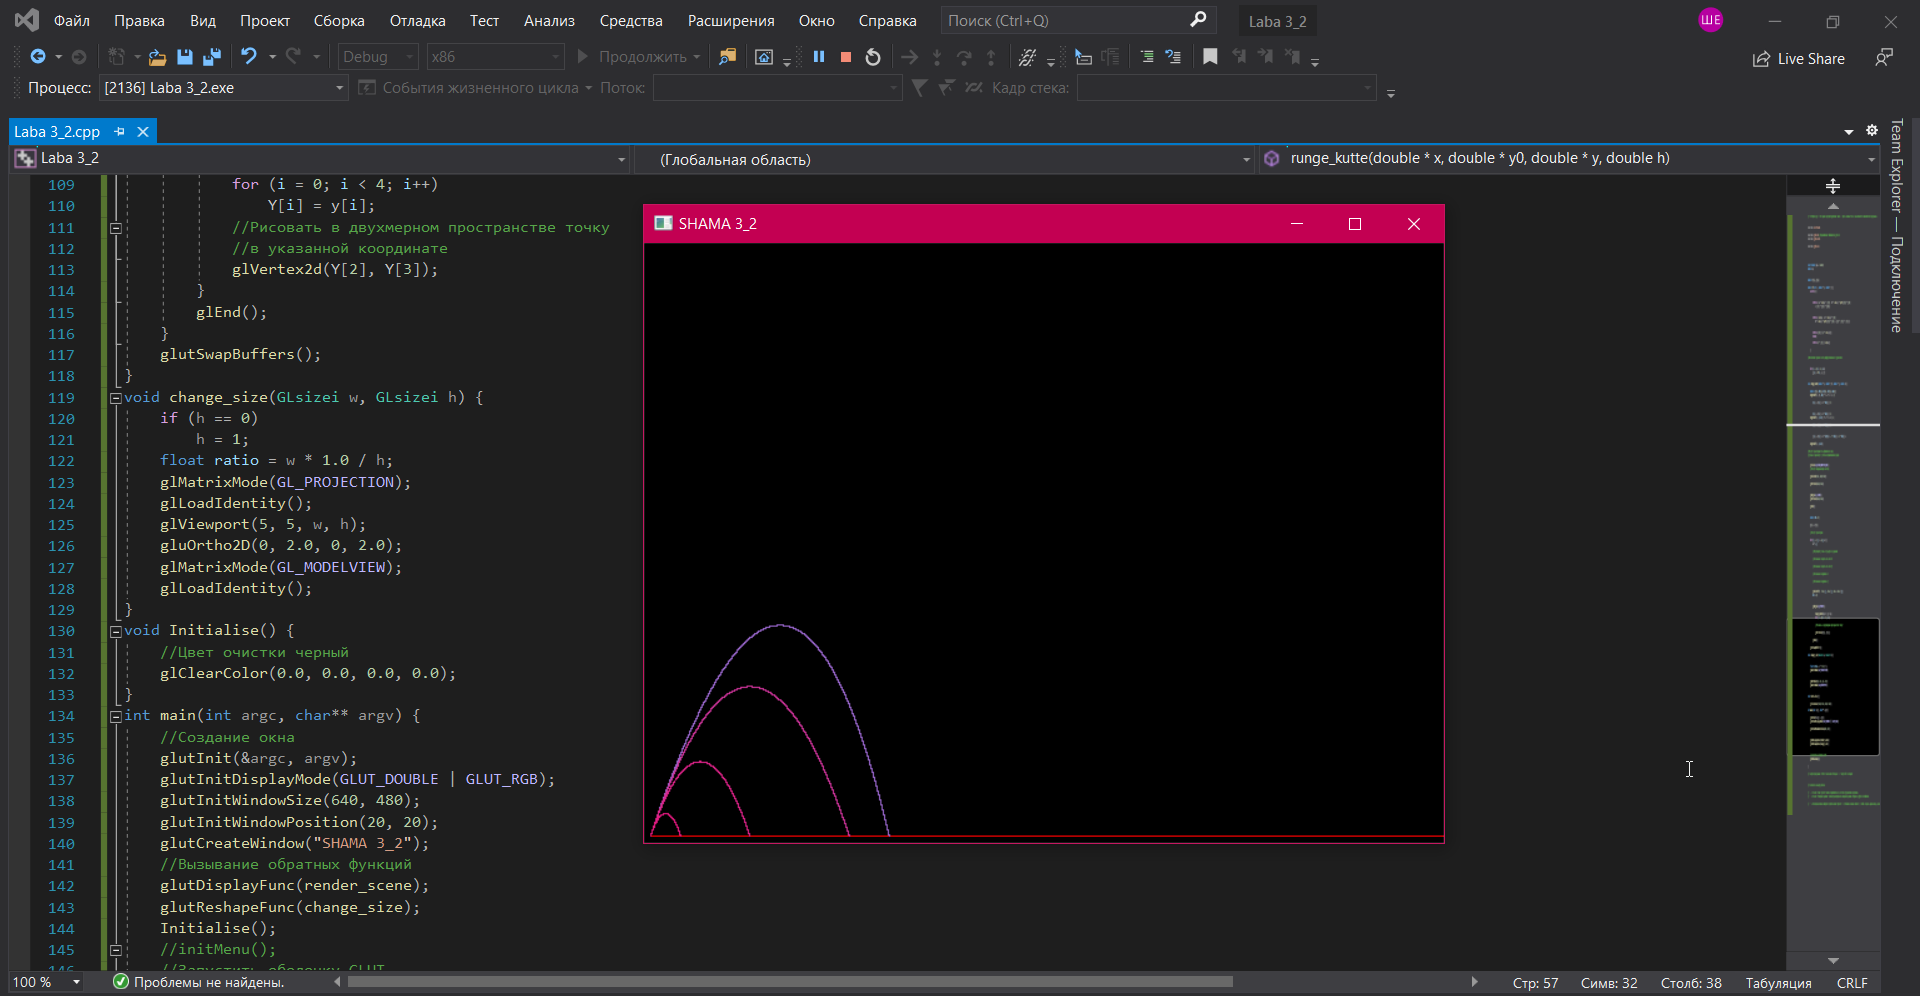 Файл Правка Вид Проект Сборка Отладка Тест Анализ Средства Расширения Окно Справка Поиск (Ctrl+Q) Laba 3_2 ШЕ
Debug x86 Продолжить Live Share
Процесс: [2136] Laba 3_2.exe События жизненного цикла Поток: Кадр стека:
Laba 3_2.cpp
Laba 3_2 (Глобальная область) runge_kutte(double * x, double * y0, double * y, double h)
109 for (i = 0; i < 4; i++)
110 Y[i] = y[i];
111 //Рисовать в двухмерном пространстве точку
112 //в указанной координате
113 glVertex2d(Y[2], Y[3]);
114 }
115 glEnd();
116 }
117 glutSwapBuffers();
118 }
119 void change_size(GLsizei w, GLsizei h) {
120 if (h == 0)
121 h = 1;
122 float ratio = w * 1.0 / h;
123 glMatrixMode(GL_PROJECTION);
124 glLoadIdentity();
125 glViewport(5, 5, w, h);
126 gluOrtho2D(0, 2.0, 0, 2.0);
127 glMatrixMode(GL_MODELVIEW);
128 glLoadIdentity();
129 }
130 void Initialise() {
131 //Цвет очистки черный
132 glClearColor(0.0, 0.0, 0.0, 0.0);
133 }
134 int main(int argc, char** argv) {
135 //Создание окна
136 glutInit(&argc, argv);
137 glutInitDisplayMode(GLUT_DOUBLE | GLUT_RGB);
138 glutInitWindowSize(640, 480);
139 glutInitWindowPosition(20, 20);
140 glutCreateWindow("SHAMA 3_2");
141 //Вызывание обратных функций
142 glutDisplayFunc(render_scene);
143 glutReshapeFunc(change_size);
144 Initialise();
145 //initMenu();
146 //Запустить оболочку GLUT
SHAMA 3_2
Team Explorer — Подключение
100 % Проблемы не найдены. Стр: 57 Симв: 32 Столб: 38 Табуляция CRLF